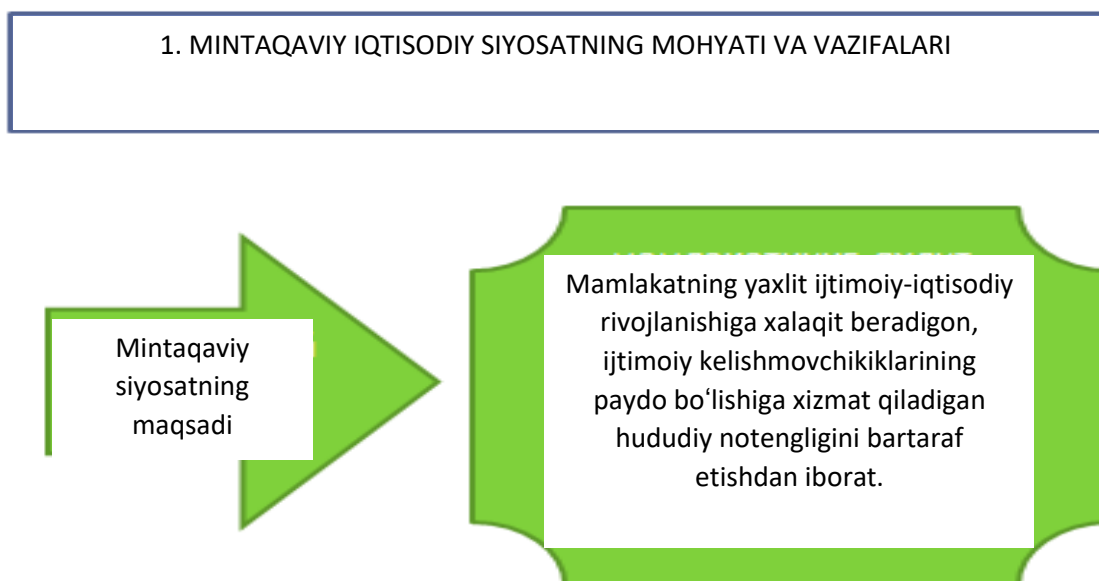 1. MINTAQAVIY IQTISODIY SIYOSATNING MOHYATI VA VAZIFALARI
Mintaqaviy
siyosatning
maqsadi
Mamlakatning yaxlit ijtimoiy-iqtisodiy
rivojlanishiga xalaqit beradigon,
ijtimoiy kelishmovchikiklarining
paydo boʻlishiga xizmat qiladigan
hududiy notengligini bartaraf
etishdan iborat.